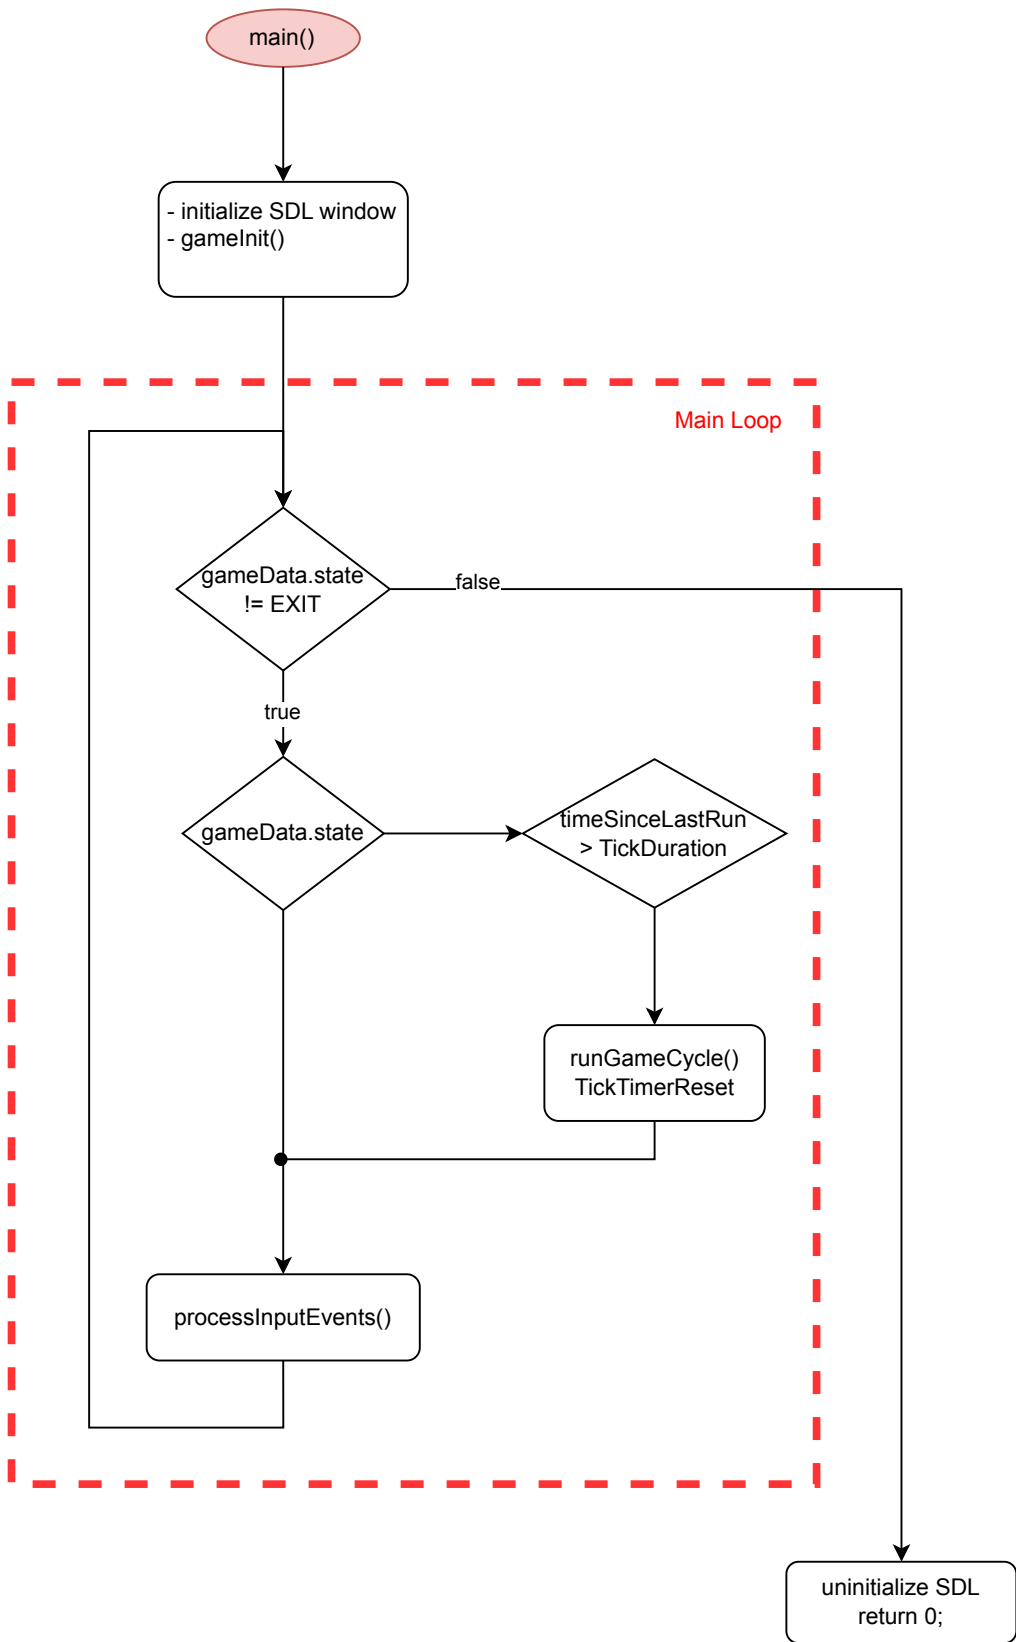 main()
- initialize SDL window
- gameInit()
Main Loop
gameData.state
!= EXIT
false
true
gameData.state
timeSinceLastRun
> TickDuration
runGameCycle()
TickTimerReset
processInputEvents()
uninitialize SDL
return 0;